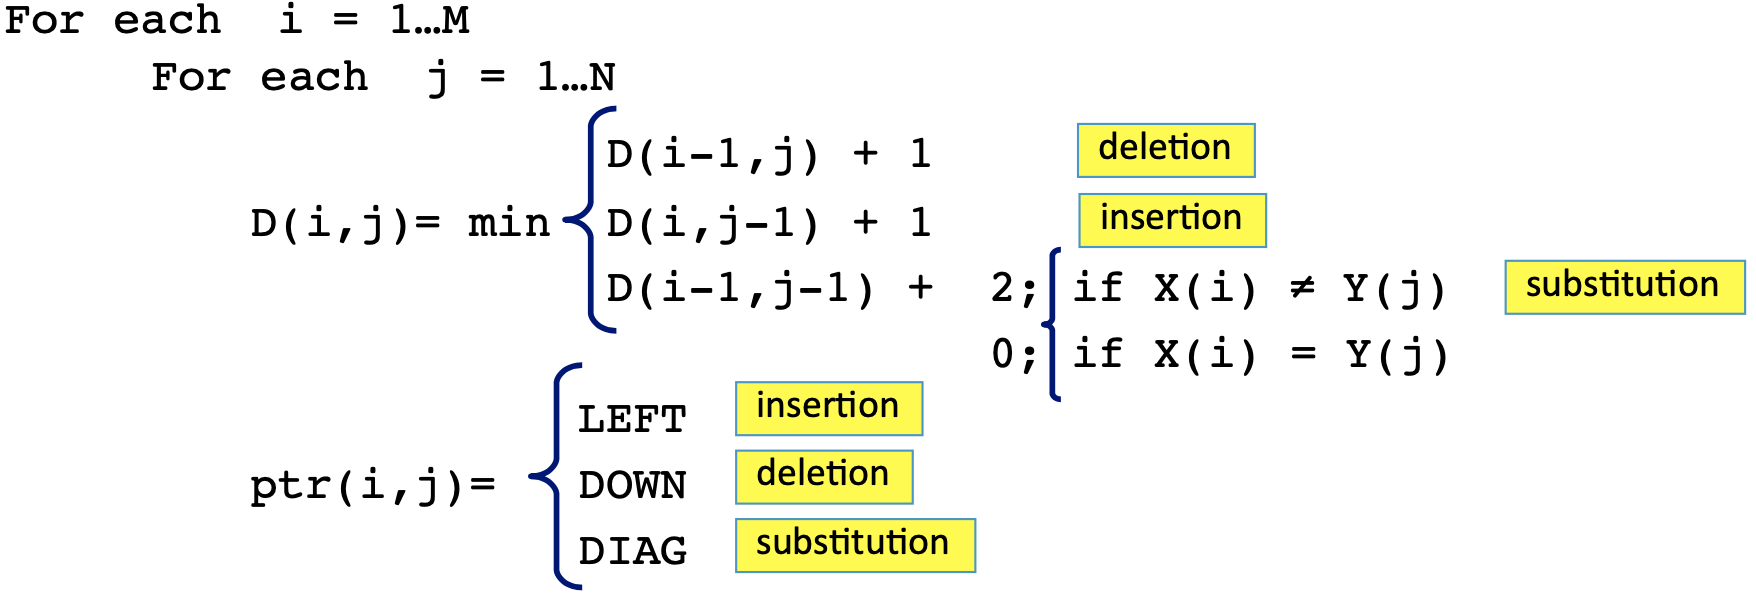 For each i = 1…M
For each j = 1…N
D(i-1,j) + 1 deletion
D(i,j)= min D(i,j-1) + 1 insertion
D(i-1,j-1) + 2; if X(i) ≠ Y(j) substitution
0; if X(i) = Y(j)
LEFT insertion
ptr(i,j)= DOWN deletion
DIAG substitution